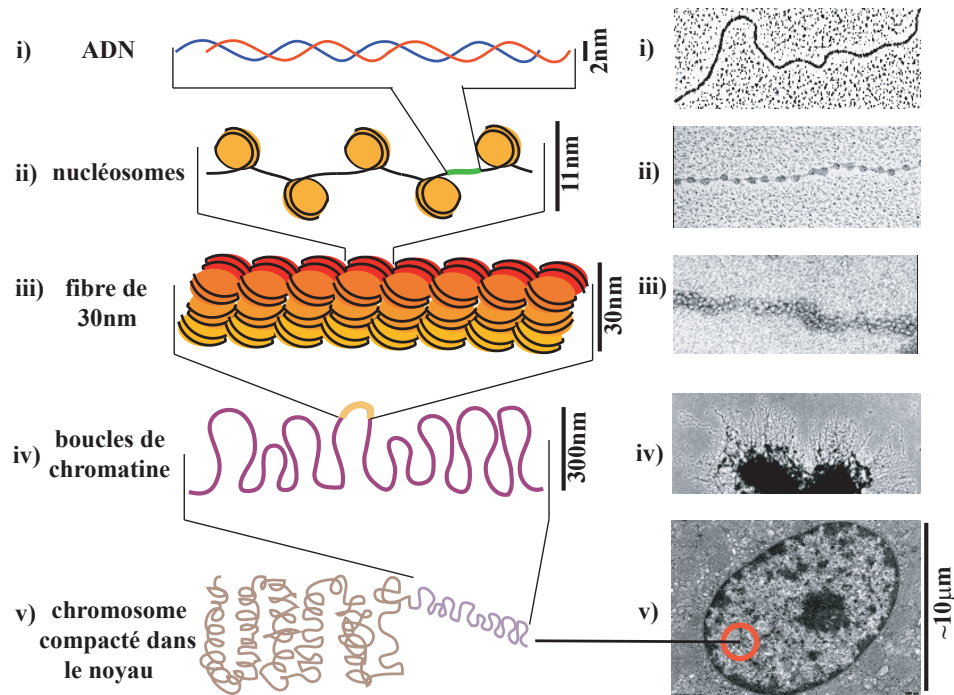 i) ADN 2nm i)
ii) nucléosomes 11nm ii)
iii) fibre de 30nm iii)
30nm
iv) boucles de 300nm iv)
chromatine
v) chromosome v) ~10µm
compacté dans
le noyau